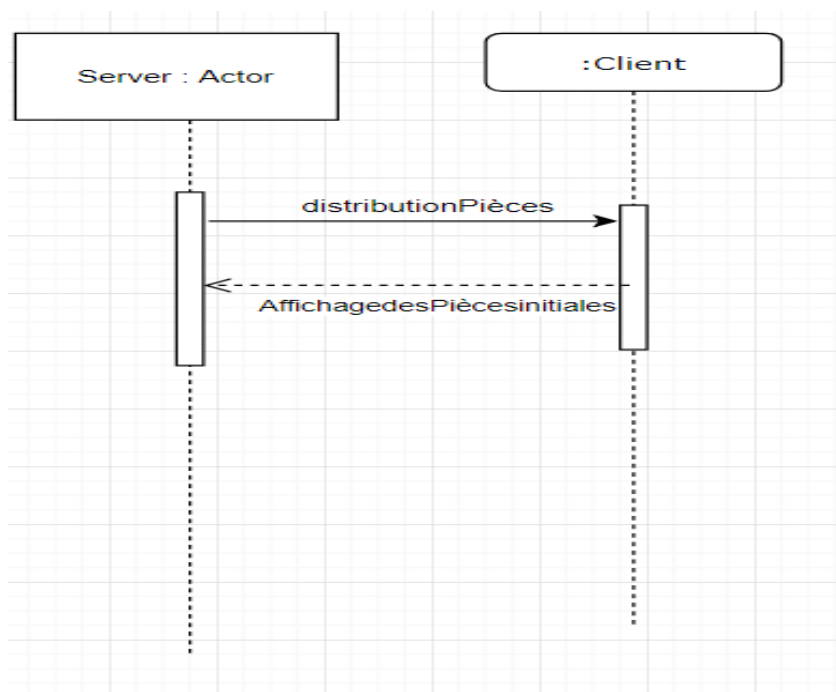 Server : Actor
:Client
distributionPièces
AffichagedesPiècesinitiales